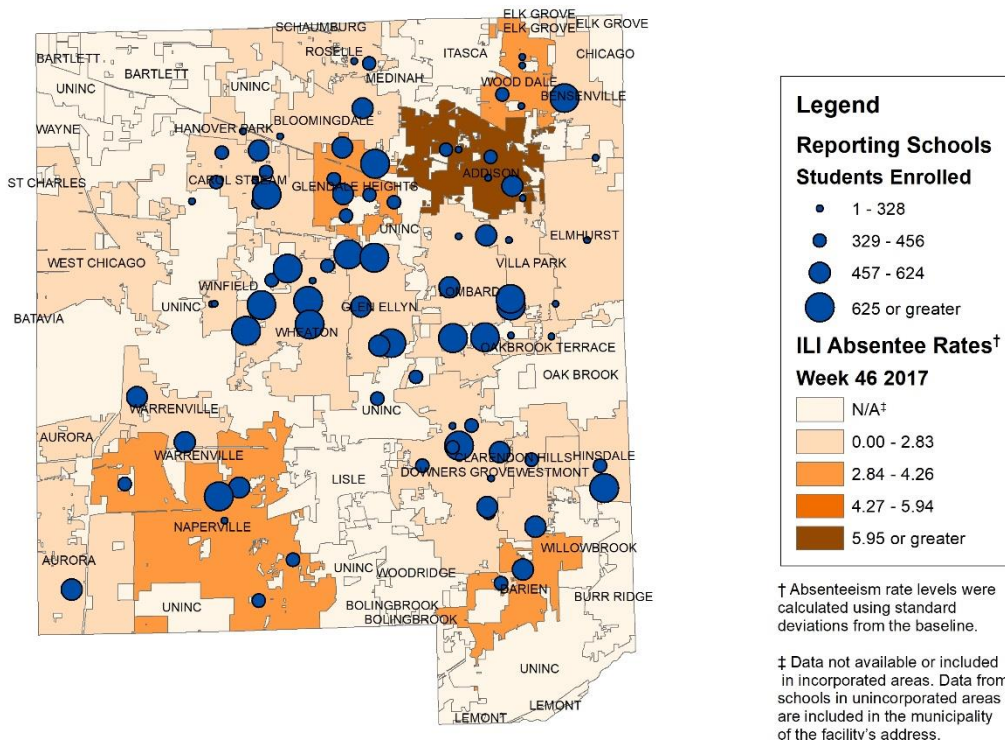 ELK GROVE
SCHAUMBURG
ELK GROVE
ELK GROVE
ROSELLE
ITASCA
CHICAGO
BARTLETT
MEDINAH
BARTLETT
UNINC
UNINC
WOOD DALE
BENSENVILLE
BLOOMINGDALE
WAYNE
HANOVER PARK
ADDISON
ST CHARLES
CAROL STREAM
GLENDALE HEIGHTS
UNINC
ELMHURST
WEST CHICAGO
VILLA PARK
WINFIELD
LOMBARD
UNINC
GLEN ELLYN
BATAVIA
WHEATON
OAKBROOK TERRACE
OAK BROOK
WARRENVILLE
UNINC
AURORA
WARRENVILLE
CLARENDON HILLS
HINSDALE
DOWNERS GROVE
WESTMONT
LISLE
NAPERVILLE
WILLOWBROOK
AURORA
UNINC
WOODRIDGE
DARIEN
BURR RIDGE
UNINC
BOLINGBROOK
BOLINGBROOK
UNINC
LEMONT
LEMONT
Legend
Reporting Schools
Students Enrolled
1 - 328
329 - 456
457 - 624
625 or greater
ILI Absentee Rates†
Week 46 2017
N/A‡
0.00 - 2.83
2.84 - 4.26
4.27 - 5.94
5.95 or greater
† Absenteeism rate levels were
calculated using standard
deviations from the baseline.
‡ Data not available or included
in incorporated areas. Data from
schools in unincorporated areas
are included in the municipality
of the facility's address.